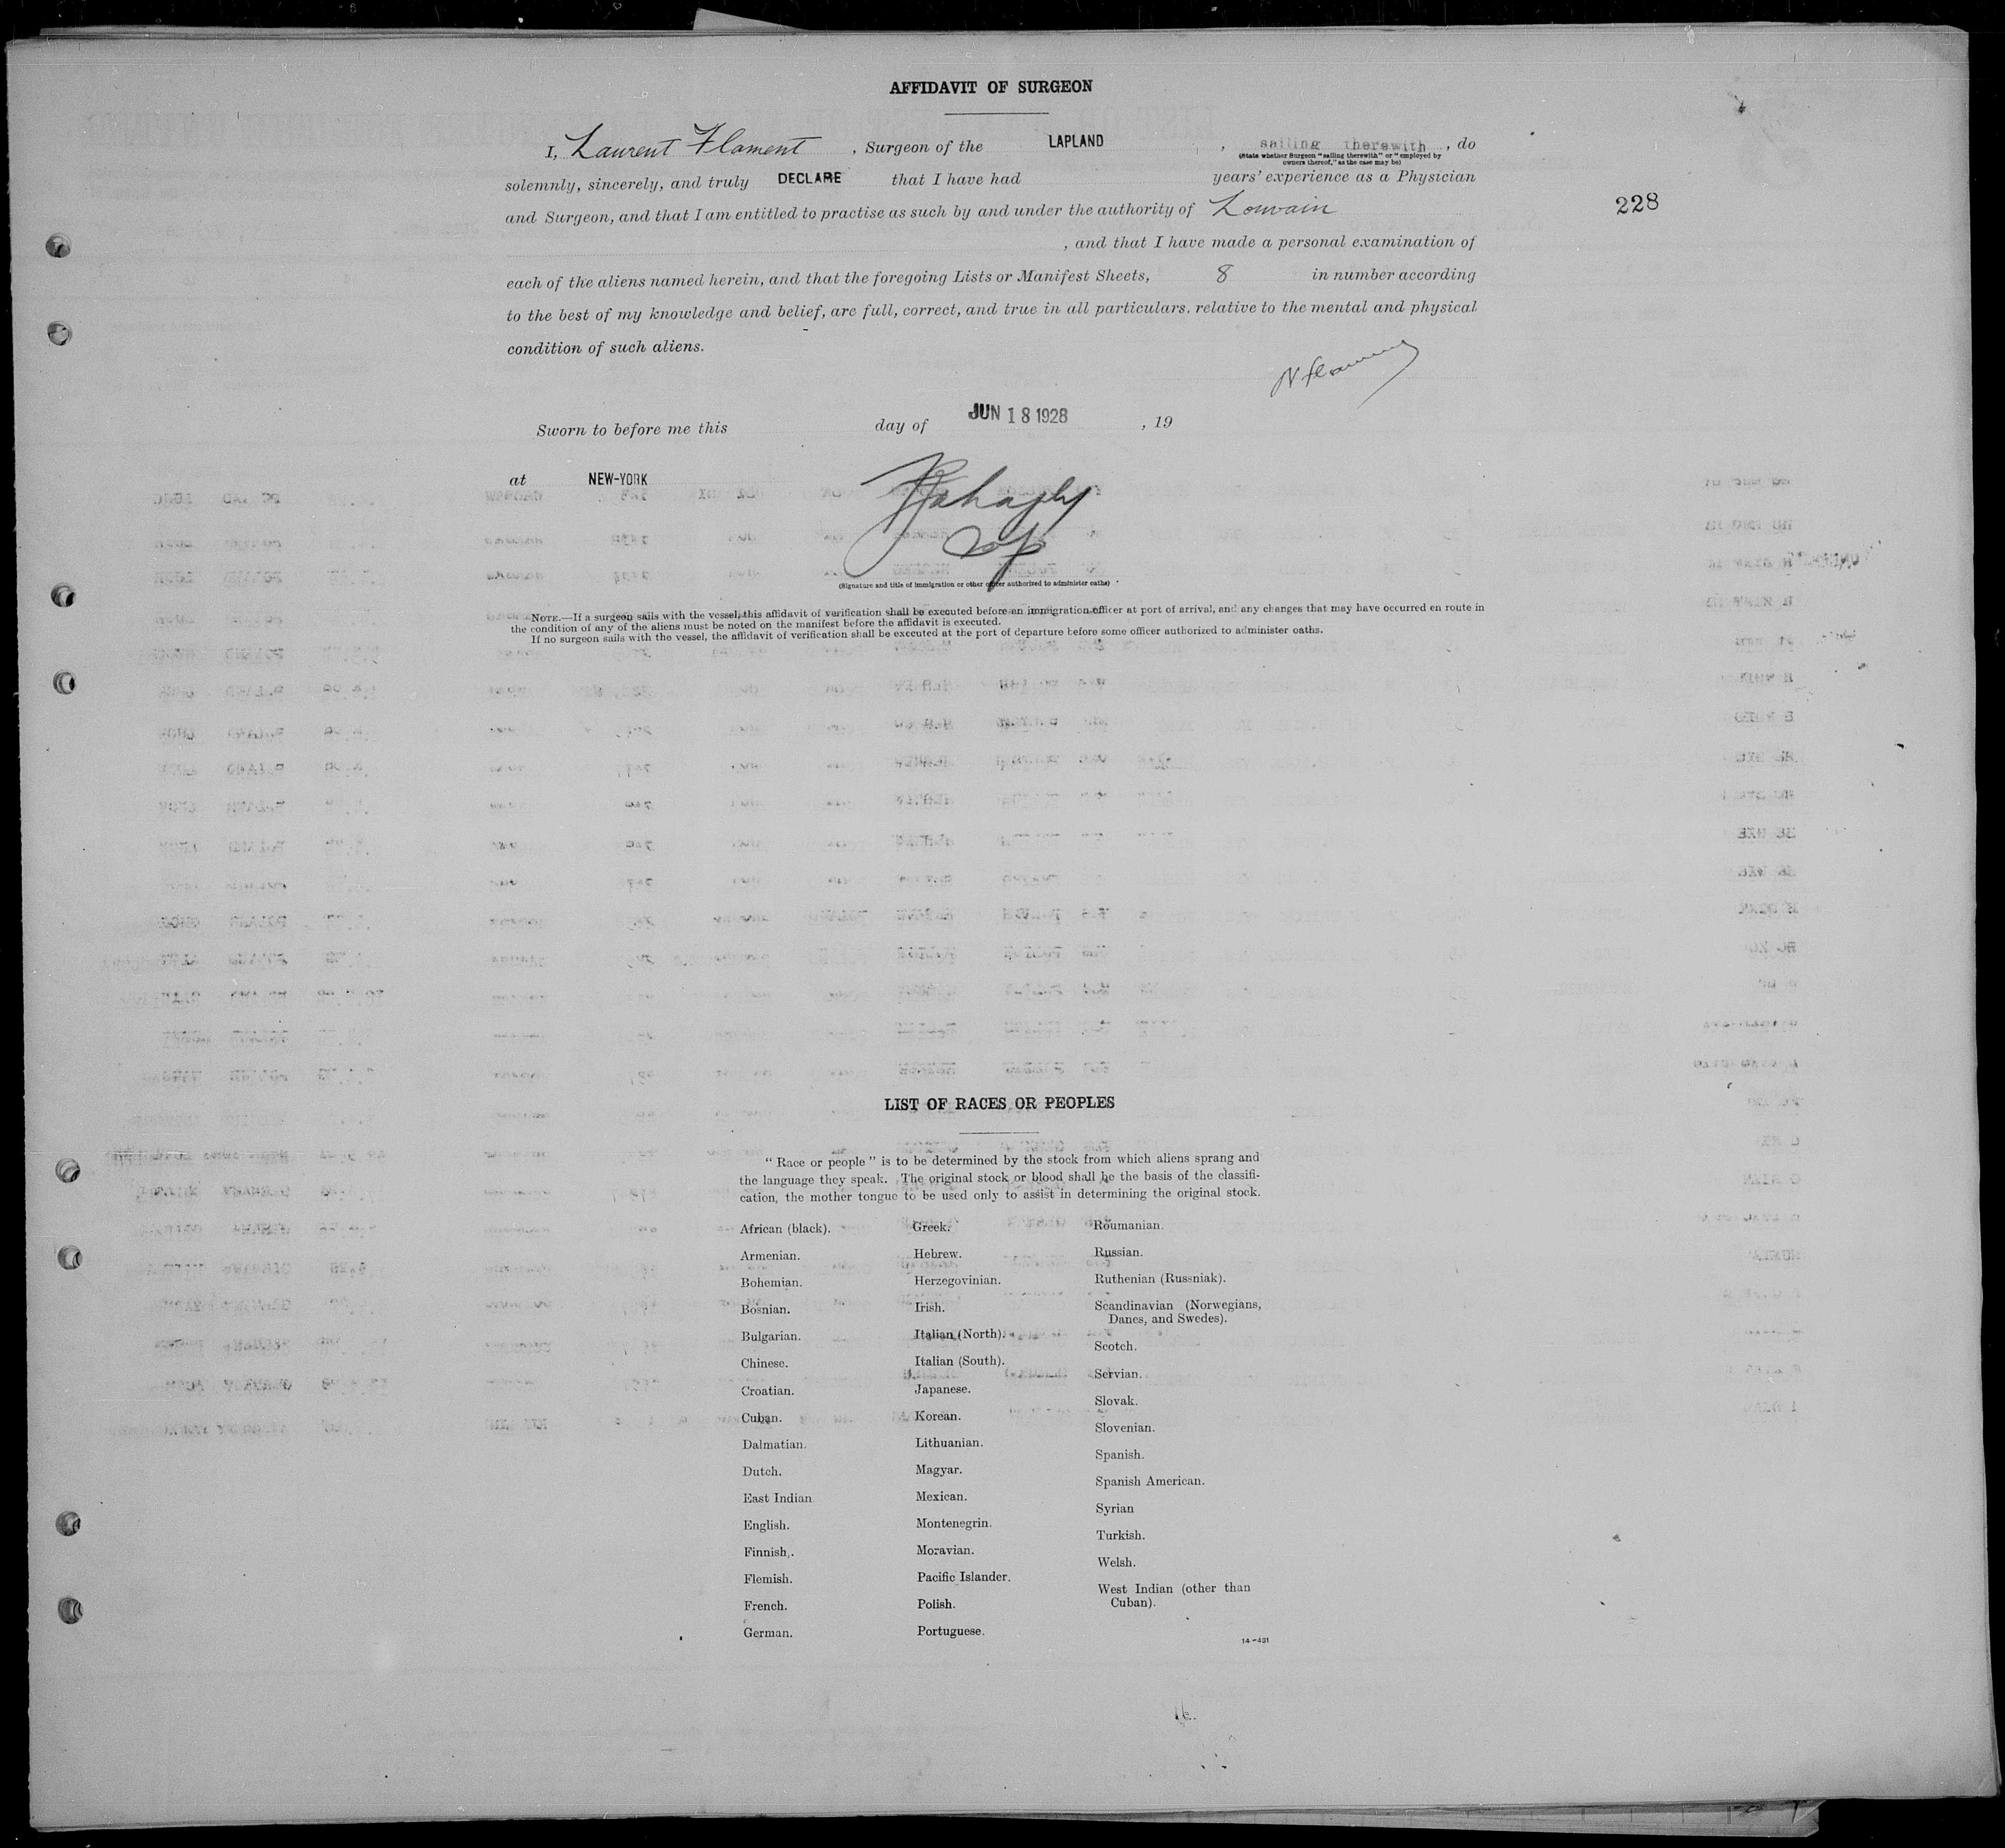 AFFIDAVIT OF SURGEON
I, Laurent Flament , Surgeon of the LAPLAND , sailing therewith , do
(State whether Surgeon "sailing therewith" or "employed by
owners thereof," as the case may be)
solemnly, sincerely, and truly DECLARE that I have had years' experience as a Physician
and Surgeon, and that I am entitled to practise as such by and under the authority of Louvain
228
, and that I have made a personal examination of
each of the aliens named herein, and that the foregoing Lists or Manifest Sheets, 8 in number according
to the best of my knowledge and belief, are full, correct, and true in all particulars. relative to the mental and physical
condition of such aliens.
Sworn to before me this day of JUN 18 1928 , 19
at NEW-YORK
(Signature and title of immigration or other officer authorized to administer oaths)
NOTE.—If a surgeon sails with the vessel, this affidavit of verification shall be executed before an immigration officer at port of arrival, and any changes that may have occurred en route in
the condition of any of the aliens must be noted on the manifest before the affidavit is executed.
If no surgeon sails with the vessel, the affidavit of verification shall be executed at the port of departure before some officer authorized to administer oaths.
LIST OF RACES OR PEOPLES
"Race or people" is to be determined by the stock from which aliens sprang and
the language they speak. The original stock or blood shall be the basis of the classifi-
cation, the mother tongue to be used only to assist in determining the original stock.
African (black).
Armenian.
Bohemian.
Bosnian.
Bulgarian.
Chinese.
Croatian.
Cuban.
Dalmatian.
Dutch.
East Indian
English.
Finnish.
Flemish.
French.
German.
Greek.
Hebrew.
Herzegovinian.
Irish.
Italian (North).
Italian (South).
Japanese.
Korean.
Lithuanian.
Magyar.
Mexican.
Montenegrin.
Moravian.
Pacific Islander.
Polish.
Portuguese.
Roumanian.
Russian.
Ruthenian (Russniak).
Scandinavian (Norwegians,
Danes, and Swedes).
Scotch.
Servian.
Slovak.
Slovenian.
Spanish.
Spanish American.
Syrian
Turkish.
Welsh.
West Indian (other than
Cuban).
14—431